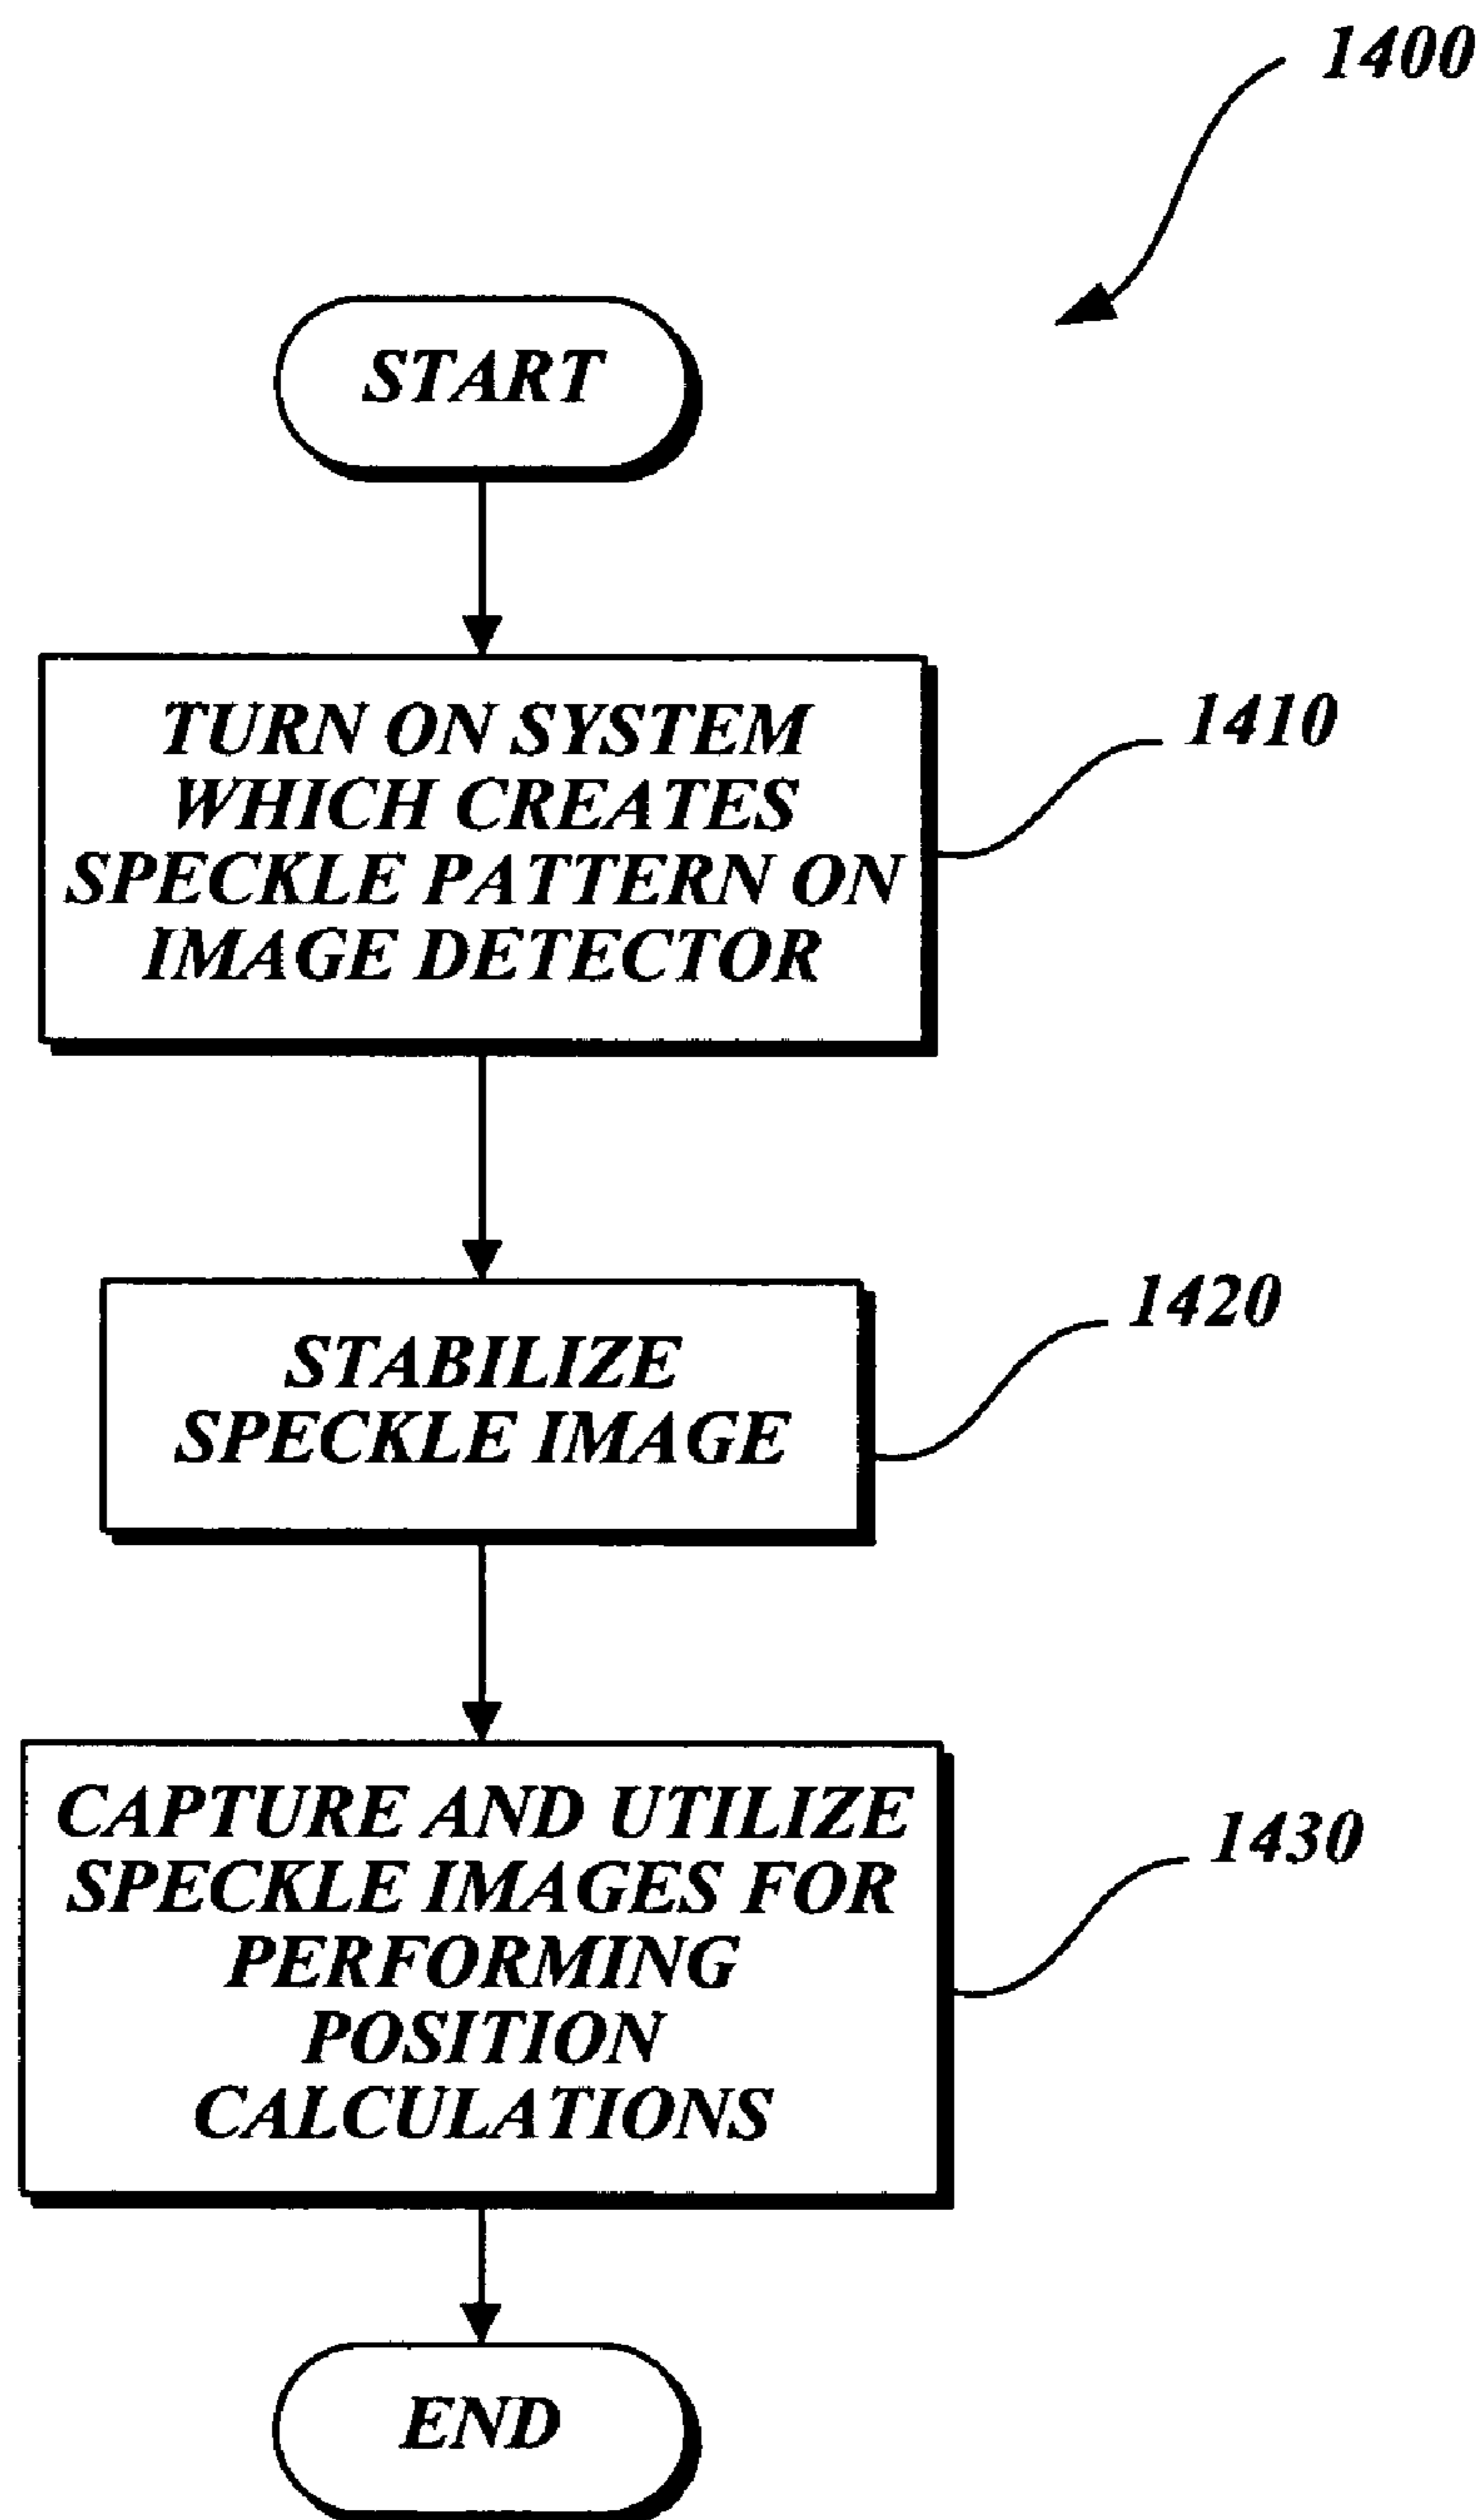 1400
START
TURN ON SYSTEM
WHICH CREATES
SPECKLE PATTERN ON
IMAGE DETECTOR
1410
STABILIZE
SPECKLE IMAGE
1420
CAPTURE AND UTILIZE
SPECKLE IMAGES FOR
PERFORMING
POSITION
CALCULATIONS
1430
END